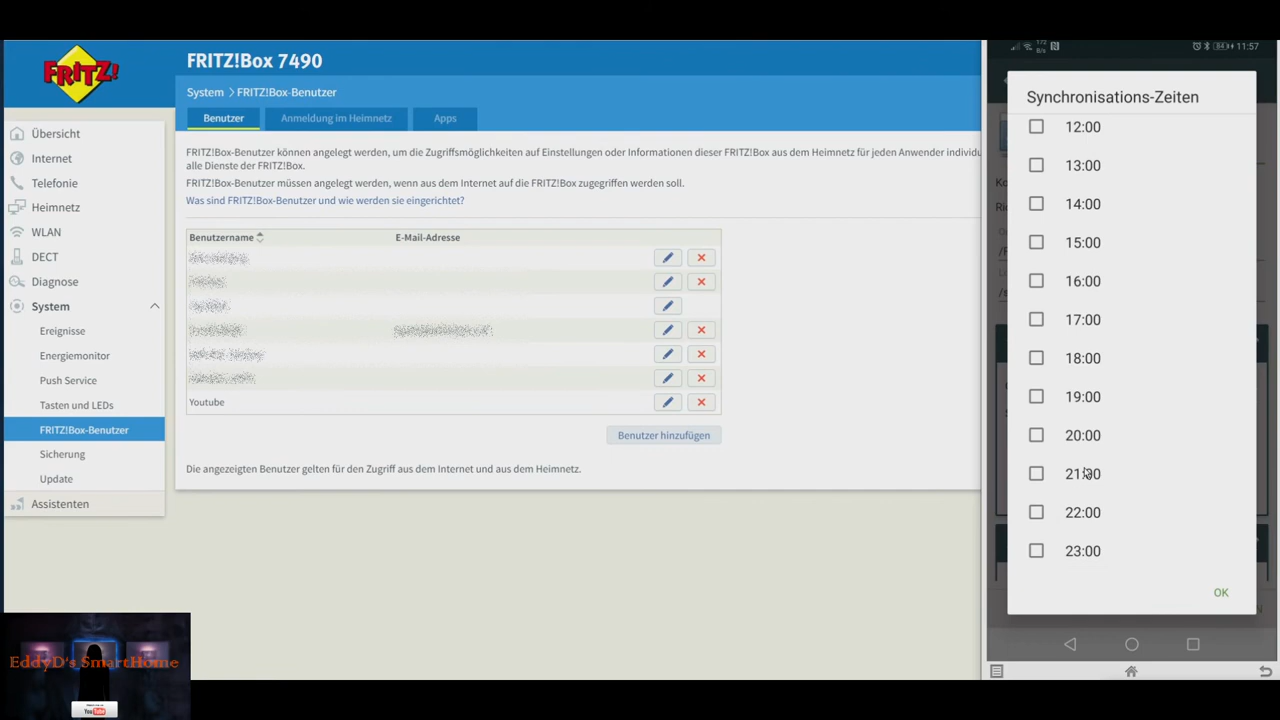 FRITZ!
FRITZ!Box 7490
System > FRITZ!Box-Benutzer
Benutzer
Anmeldung im Heimnetz
Apps
Übersicht
Internet
Telefonie
Heimnetz
WLAN
DECT
Diagnose
System
Ereignisse
Energiemonitor
Push Service
Tasten und LEDs
FRITZ!Box-Benutzer
Sicherung
Update
Assistenten
FRITZ!Box-Benutzer können angelegt werden, um die Zugriffsmöglichkeiten auf Einstellungen oder Informationen dieser FRITZ!Box aus dem Heimnetz für jeden Anwender individu
alle Dienste der FRITZ!Box.
FRITZ!Box-Benutzer müssen angelegt werden, wenn aus dem Internet auf die FRITZ!Box zugegriffen werden soll.
Was sind FRITZ!Box-Benutzer und wie werden sie eingerichtet?
Benutzername
E-Mail-Adresse
Youtube
Benutzer hinzufügen
Die angezeigten Benutzer gelten für den Zugriff aus dem Internet und aus dem Heimnetz.
EddyD's SmartHome
You Tube
172 B/s
84
11:57
Synchronisations-Zeiten
12:00
13:00
14:00
15:00
16:00
17:00
18:00
19:00
20:00
21:00
22:00
23:00
OK